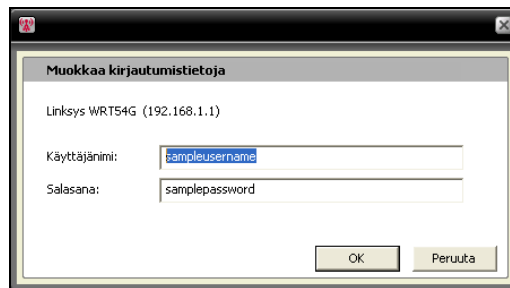 Muokkaa kirjautumistietoja
Linksys WRT54G (192.168.1.1)
Käyttäjänimi: sampleusername
Salasana: samplepassword
OK Peruuta